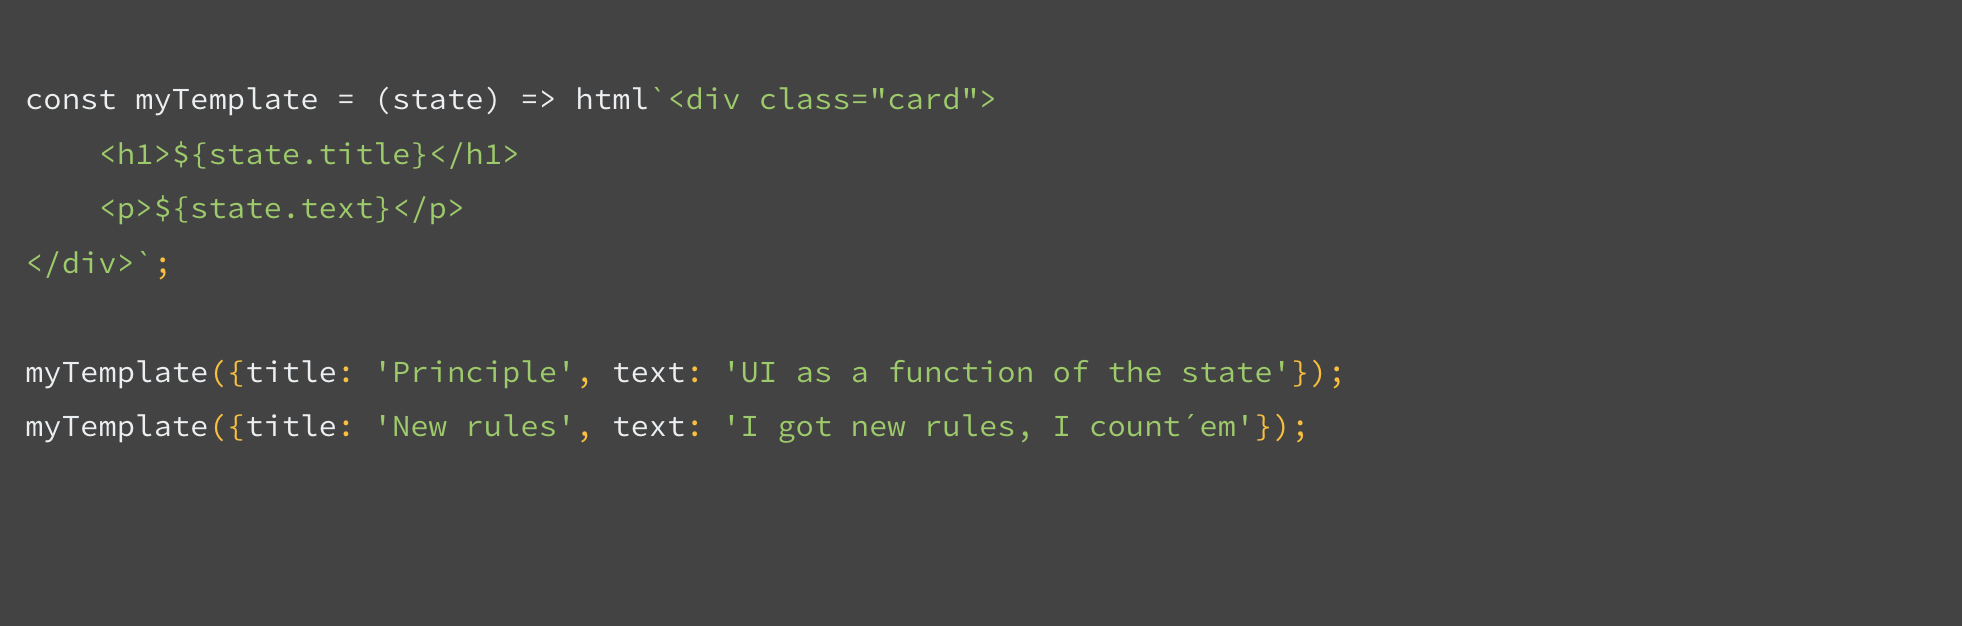 const myTemplate = (state) => html`<div class="card">
    <h1>${state.title}</h1>
    <p>${state.text}</p>
</div>`;
myTemplate({title: 'Principle', text: 'UI as a function of the state'});
myTemplate({title: 'New rules', text: 'I got new rules, I count´em'});